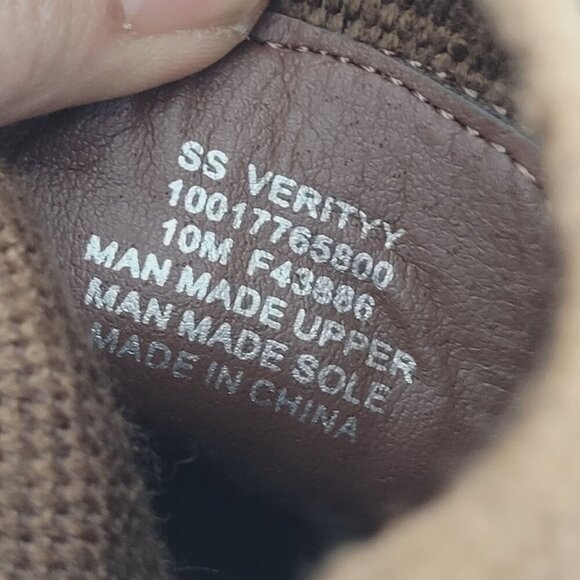 SS VERITYY
10017765800
10M F43886
MAN MADE UPPER
MAN MADE SOLE
MADE IN CHINA